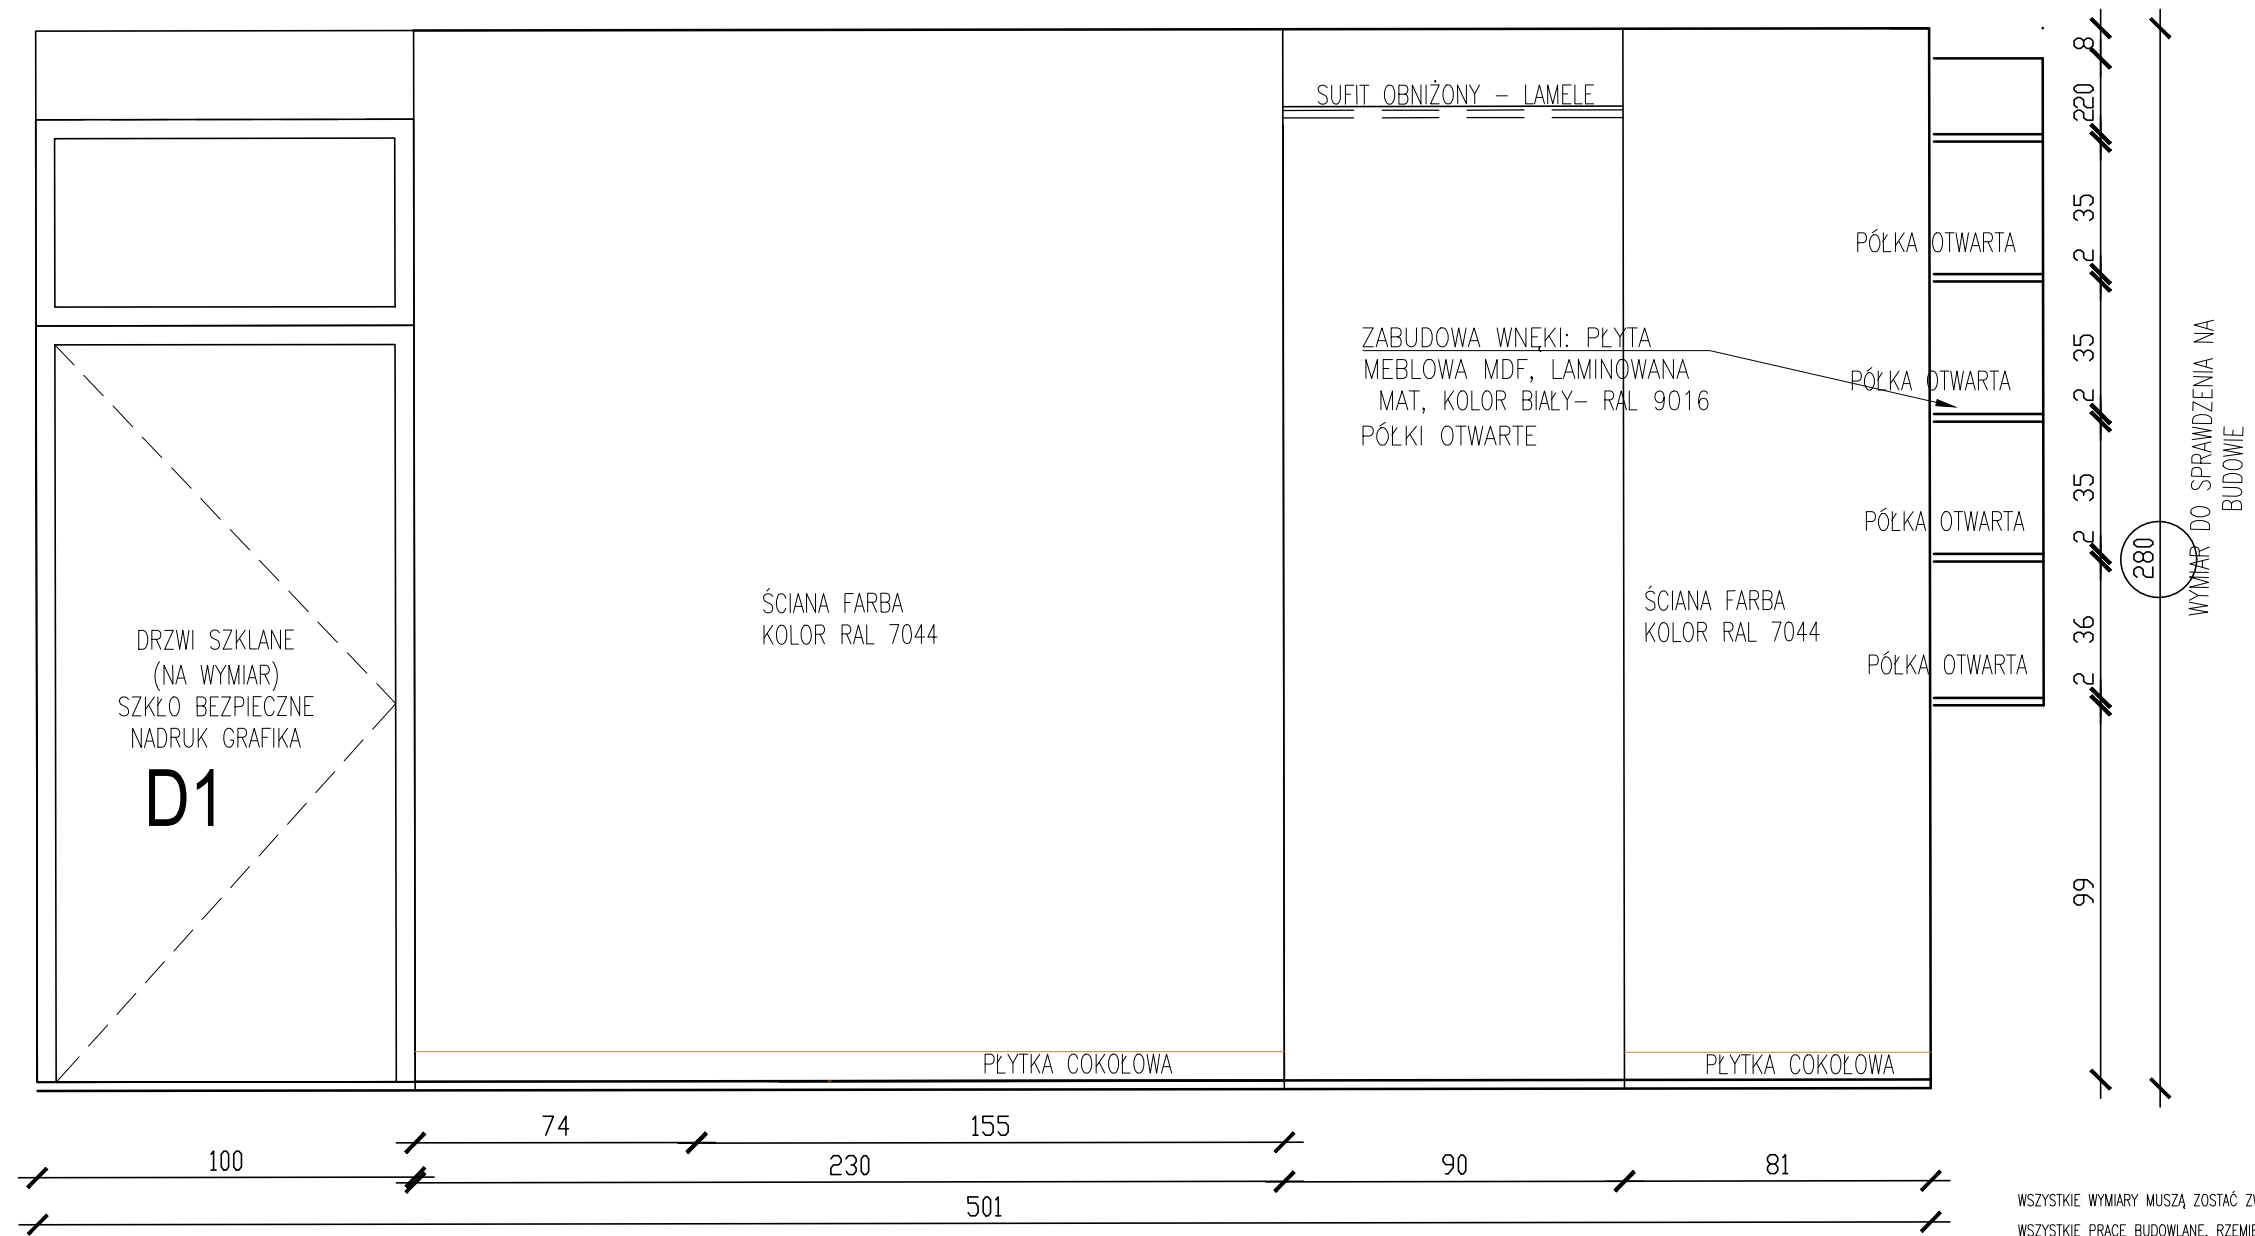 SUFIT OBNIŻONY – LAMELE
8
2
20
35
2
35
2
35
2
36
2
99
280
WYMIAR DO SPRAWDZENIA NA
BUDOWIE
PÓŁKA OTWARTA
PÓŁKA OTWARTA
PÓŁKA OTWARTA
PÓŁKA OTWARTA
ZABUDOWA WNĘKI: PŁYTA
MEBLOWA MDF, LAMINOWANA
MAT, KOLOR BIAŁY– RAL 9016
PÓŁKI OTWARTE
ŚCIANA FARBA
KOLOR RAL 7044
ŚCIANA FARBA
KOLOR RAL 7044
DRZWI SZKLANE
(NA WYMIAR)
SZKŁO BEZPIECZNE
NADRUK GRAFIKA
D1
PŁYTKA COKOŁOWA
PŁYTKA COKOŁOWA
74
155
100
230
90
81
501
WSZYSTKIE WYMIARY MUSZĄ ZOSTAĆ
WSZYSTKIE PRACE BUDOWLANE,